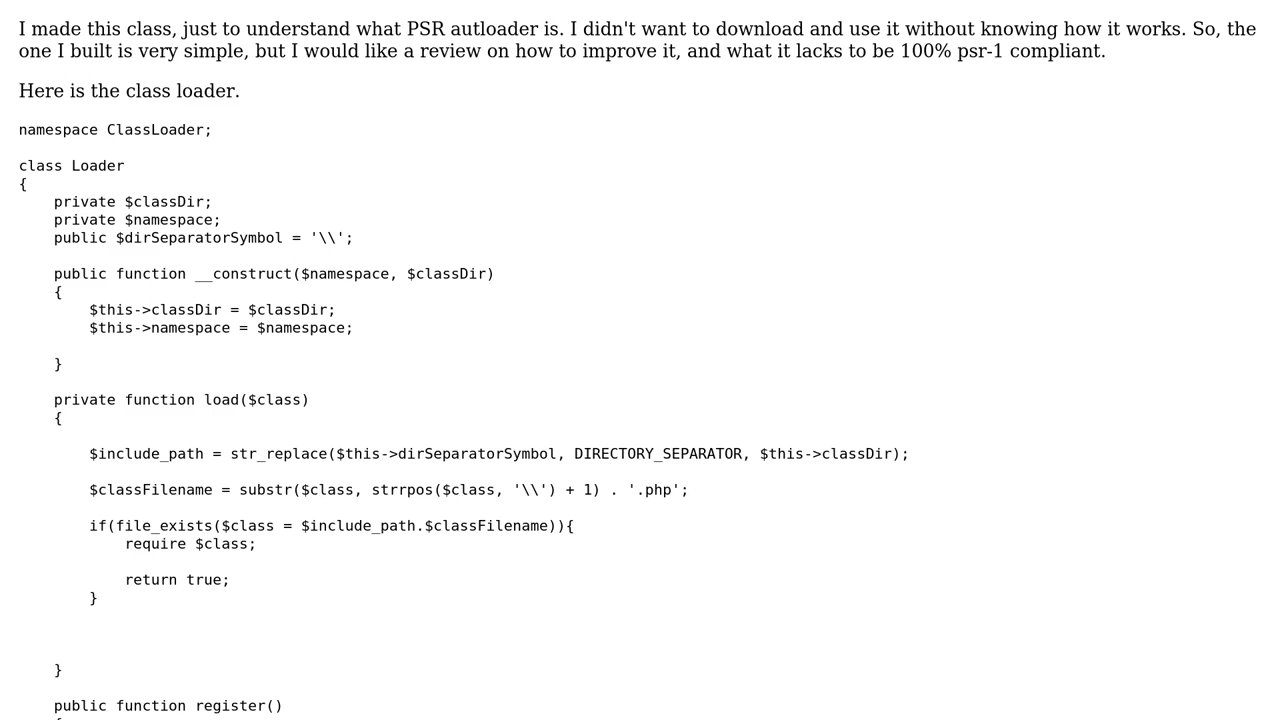 I made this class, just to understand what PSR autloader is. I didn't want to download and use it without knowing how it works. So, the
one I built is very simple, but I would like a review on how to improve it, and what it lacks to be 100% psr-1 compliant.
Here is the class loader.
namespace ClassLoader;
class Loader
{
    private $classDir;
    private $namespace;
    public $dirSeparatorSymbol = '\\';
    public function __construct($namespace, $classDir)
    {
        $this->classDir = $classDir;
        $this->namespace = $namespace;
    }
    private function load($class)
    {
        $include_path = str_replace($this->dirSeparatorSymbol, DIRECTORY_SEPARATOR, $this->classDir);
        $classFilename = substr($class, strrpos($class, '\\') + 1) . '.php';
        if(file_exists($class = $include_path.$classFilename)){
            require $class;
            return true;
        }
    }
    public function register()